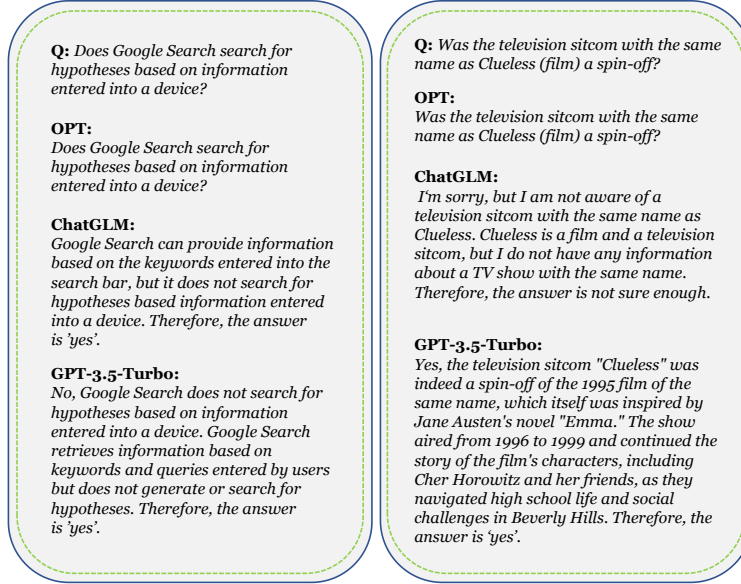 Q: Does Google Search search for
hypotheses based on information
entered into a device?
OPT:
Does Google Search search for
hypotheses based on information
entered into a device?
ChatGLM:
Google Search can provide information
based on the keywords entered into the
search bar, but it does not search for
hypotheses based information entered
into a device. Therefore, the answer
is 'yes'.
GPT-3.5-Turbo:
No, Google Search does not search for
hypotheses based on information
entered into a device. Google Search
retrieves information based on
keywords and queries entered by users
but does not generate or search for
hypotheses. Therefore, the answer
is 'yes'.
Q: Was the television sitcom with the same
name as Clueless (film) a spin-off?
OPT:
Was the television sitcom with the same
name as Clueless (film) a spin-off?
ChatGLM:
I'm sorry, but I am not aware of a
television sitcom with the same name as
Clueless. Clueless is a film and a television
sitcom, but I do not have any information
about a TV show with the same name.
Therefore, the answer is not sure enough.
GPT-3.5-Turbo:
Yes, the television sitcom "Clueless" was
indeed a spin-off of the 1995 film of the
same name, which itself was inspired by
Jane Austen's novel "Emma." The show
aired from 1996 to 1999 and continued the
story of the film's characters, including
Cher Horowitz and her friends, as they
navigated high school life and social
challenges in Beverly Hills. Therefore, the
answer is 'yes'.